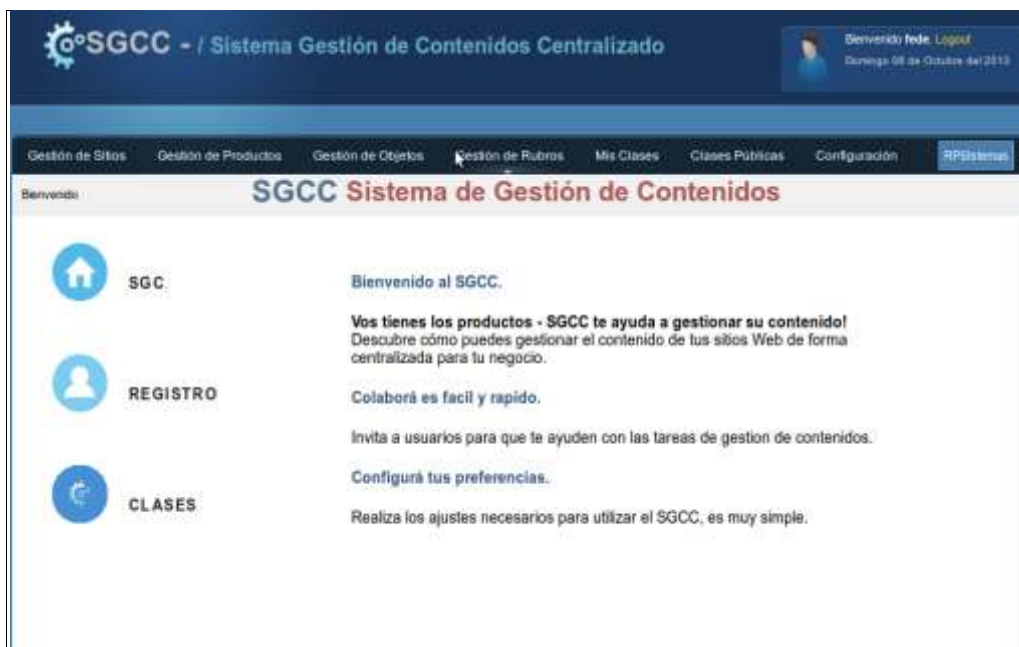 SGCC - / Sistema Gestión de Contenidos Centralizado
Bienvenido fede. Logout
Domingo 06 de Octubre del 2013
Gestión de Sitios Gestión de Productos Gestión de Objetos Gestión de Rubros Mis Clases Clases Públicas Configuración RPSistemas
Bienvenido
SGCC Sistema de Gestión de Contenidos
SGC
REGISTRO
CLASES
Bienvenido al SGCC.
Vos tienes los productos - SGCC te ayuda a gestionar su contenido!
Descubre cómo puedes gestionar el contenido de tus sitios Web de forma
centralizada para tu negocio.
Colaborá es facil y rapido.
Invita a usuarios para que te ayuden con las tareas de gestion de contenidos.
Configurá tus preferencias.
Realiza los ajustes necesarios para utilizar el SGCC, es muy simple.